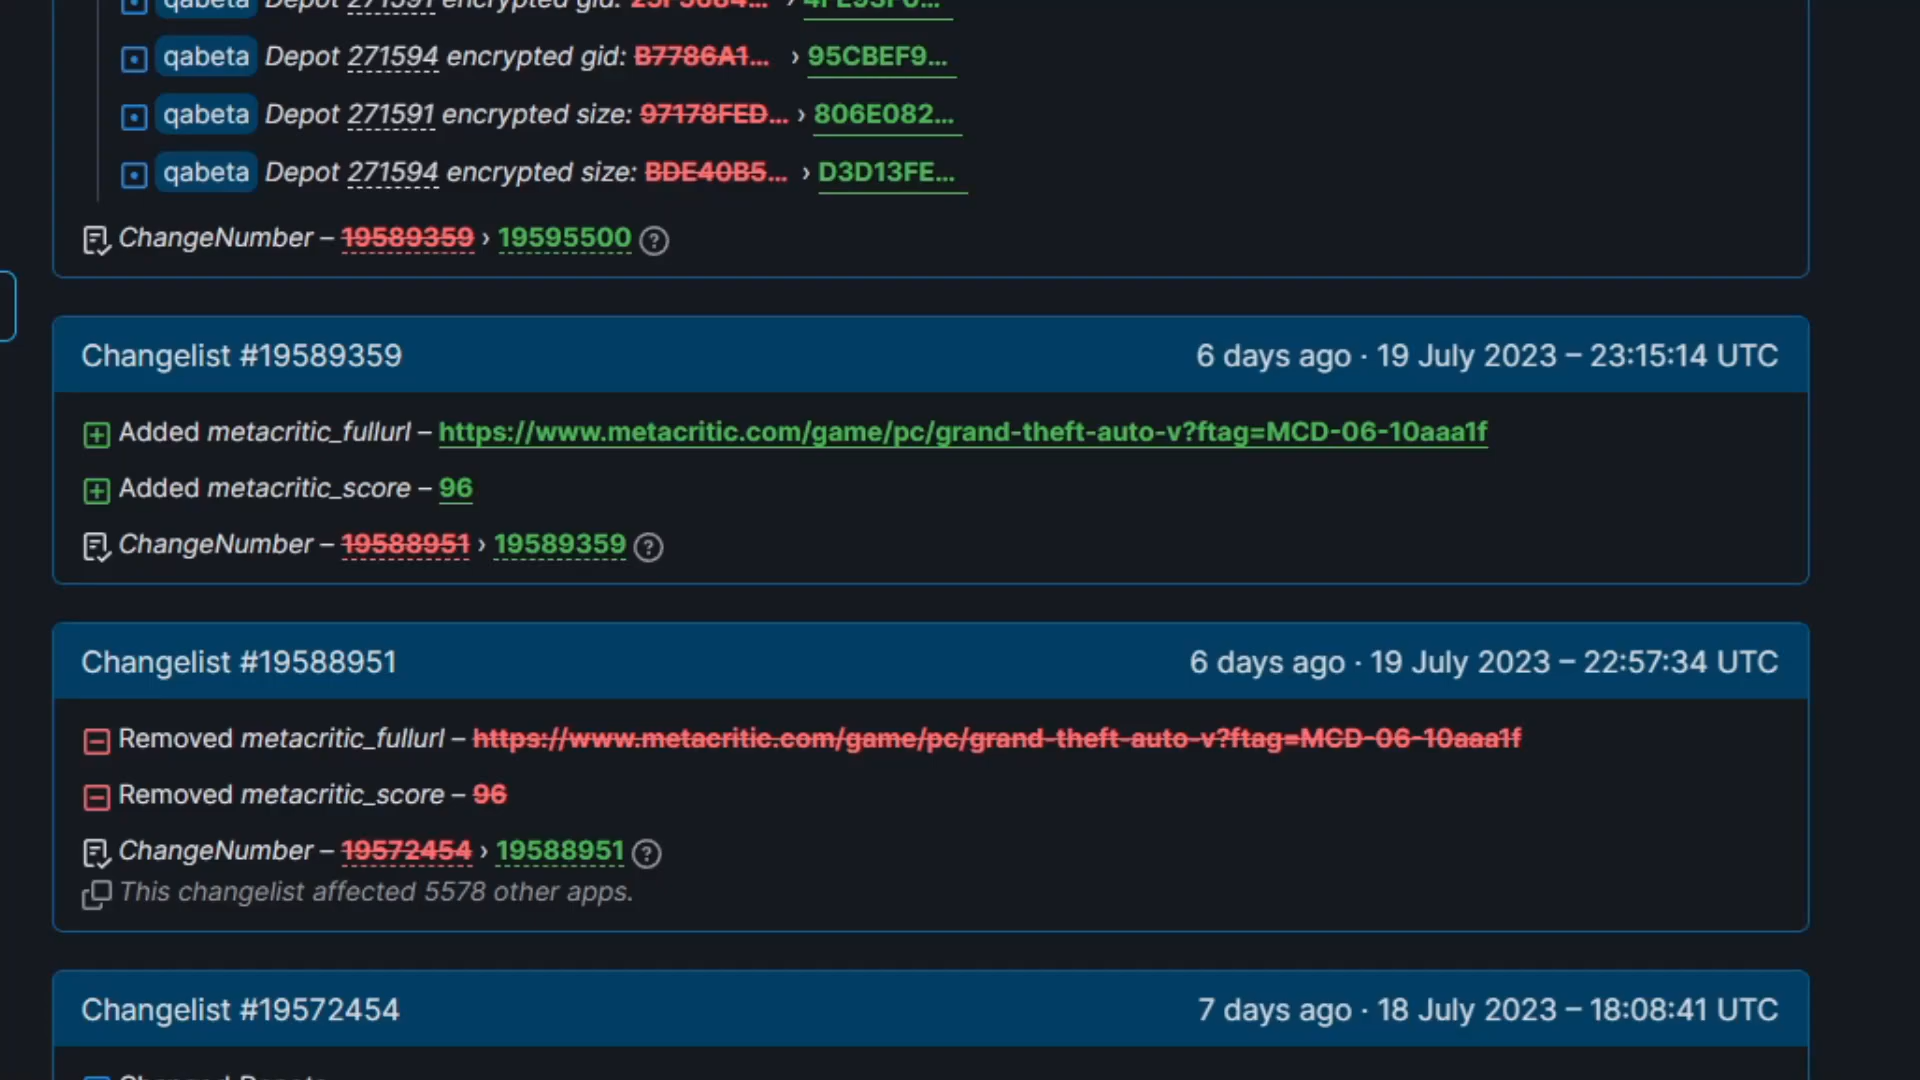 qabeta Depot 271591 encrypted gid:
qabeta Depot 271594 encrypted gid: B7786A1... › 95CBEF9...
qabeta Depot 271591 encrypted size: 97178FED... › 806E082...
qabeta Depot 271594 encrypted size: BDE40B5... › D3D13FE...
ChangeNumber – 19589359 › 19595500 ?
Changelist #19589359 6 days ago · 19 July 2023 – 23:15:14 UTC
Added metacritic_fullurl – https://www.metacritic.com/game/pc/grand-theft-auto-v?ftag=MCD-06-10aaa1f
Added metacritic_score – 96
ChangeNumber – 19588951 › 19589359 ?
Changelist #19588951 6 days ago · 19 July 2023 – 22:57:34 UTC
Removed metacritic_fullurl – https://www.metacritic.com/game/pc/grand-theft-auto-v?ftag=MCD-06-10aaa1f
Removed metacritic_score – 96
ChangeNumber – 19572454 › 19588951 ?
This changelist affected 5578 other apps.
Changelist #19572454 7 days ago · 18 July 2023 – 18:08:41 UTC